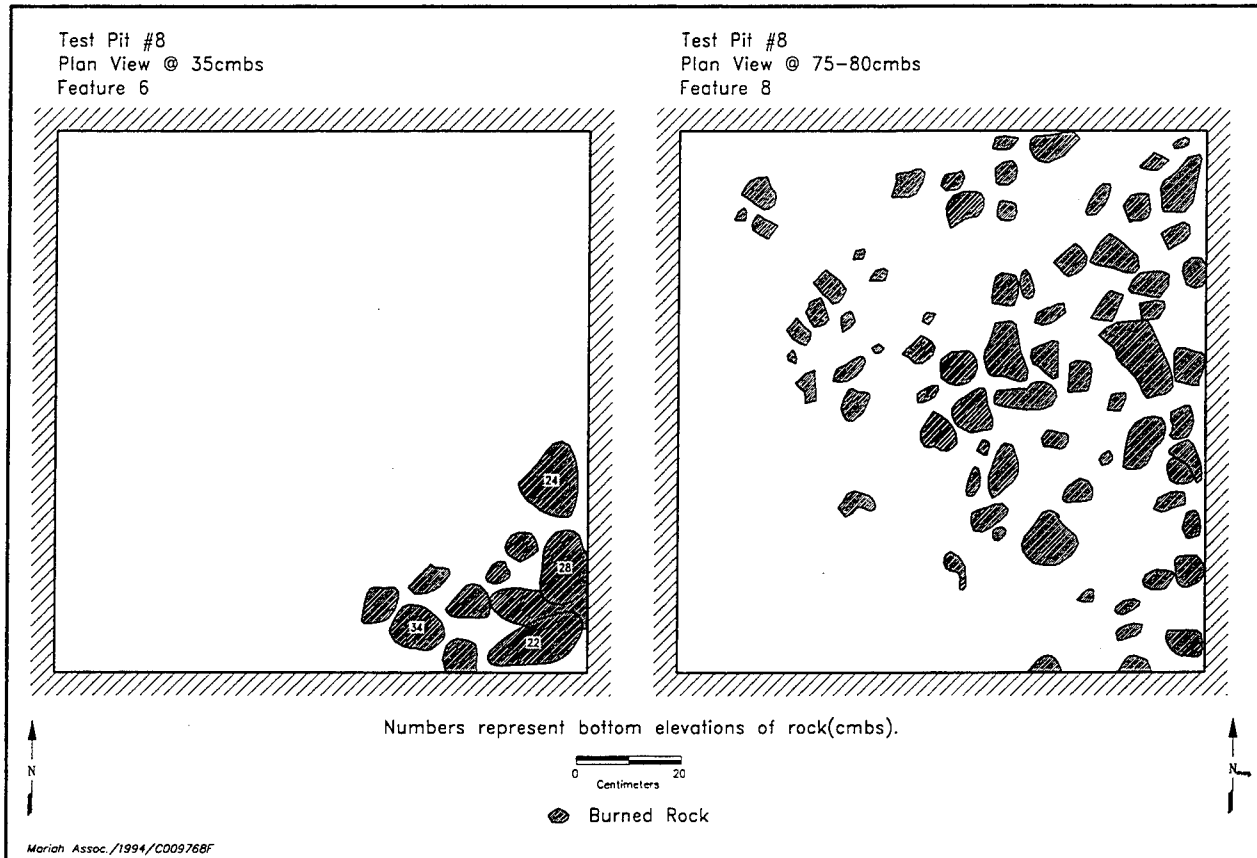 Test Pit #8
Plan View @ 35cmbs
Feature 6
Test Pit #8
Plan View @ 75-80cmbs
Feature 8
24
28
34
22
Numbers represent bottom elevations of rock(cmbs).
N
0 20
Centimeters
N
Burned Rock
Mariah Assoc./1994/C009768F